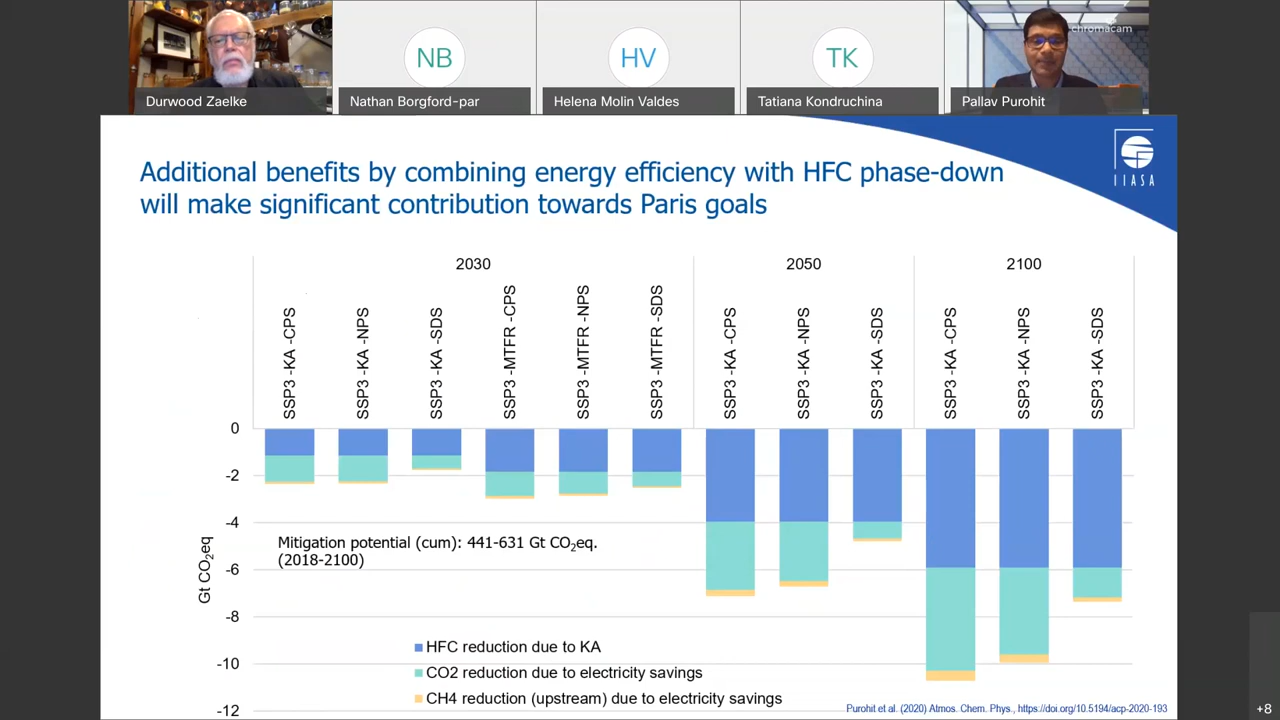 NB
HV
TK
chromacam
Durwood Zaelke
Nathan Borgford-par
Helena Molin Valdes
Tatiana Kondruchina
Pallav Purohit
IIASA
Additional benefits by combining energy efficiency with HFC phase-down
will make significant contribution towards Paris goals
2030
2050
2100
SSP3 -KA -CPS
SSP3 -KA -NPS
SSP3 -KA -SDS
SSP3 -MTFR -CPS
SSP3 -MTFR -NPS
SSP3 -MTFR -SDS
SSP3 -KA -CPS
SSP3 -KA -NPS
SSP3 -KA -SDS
SSP3 -KA -CPS
SSP3 -KA -NPS
SSP3 -KA -SDS
0
-2
-4
-6
-8
-10
-12
Gt CO₂eq
Mitigation potential (cum): 441-631 Gt CO₂eq.
(2018-2100)
HFC reduction due to KA
CO2 reduction due to electricity savings
CH4 reduction (upstream) due to electricity savings
Purohit et al. (2020) Atmos. Chem. Phys., https://doi.org/10.5194/acp-2020-193
+8